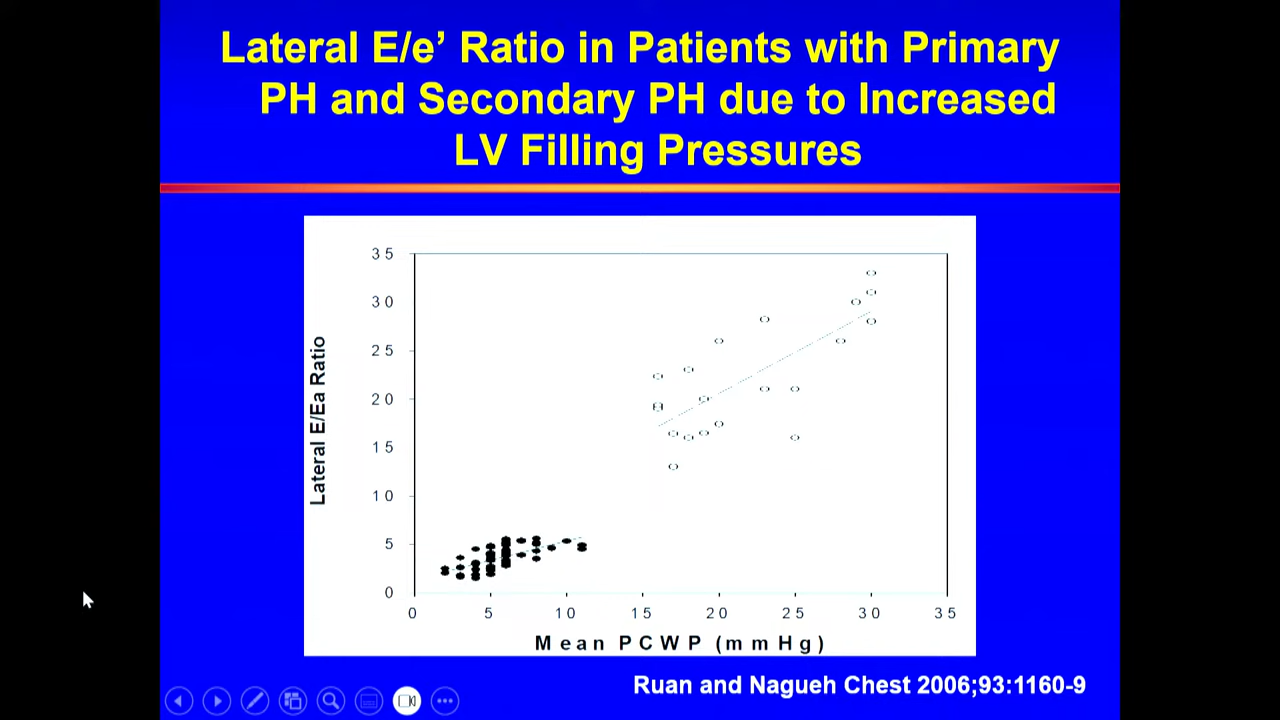 Lateral E/e’ Ratio in Patients with Primary
PH and Secondary PH due to Increased
LV Filling Pressures
35
30
25
20
15
10
5
0
Lateral E/Ea Ratio
0 5 10 15 20 25 30 35
Mean PCWP (mmHg)
Ruan and Nagueh Chest 2006;93:1160-9